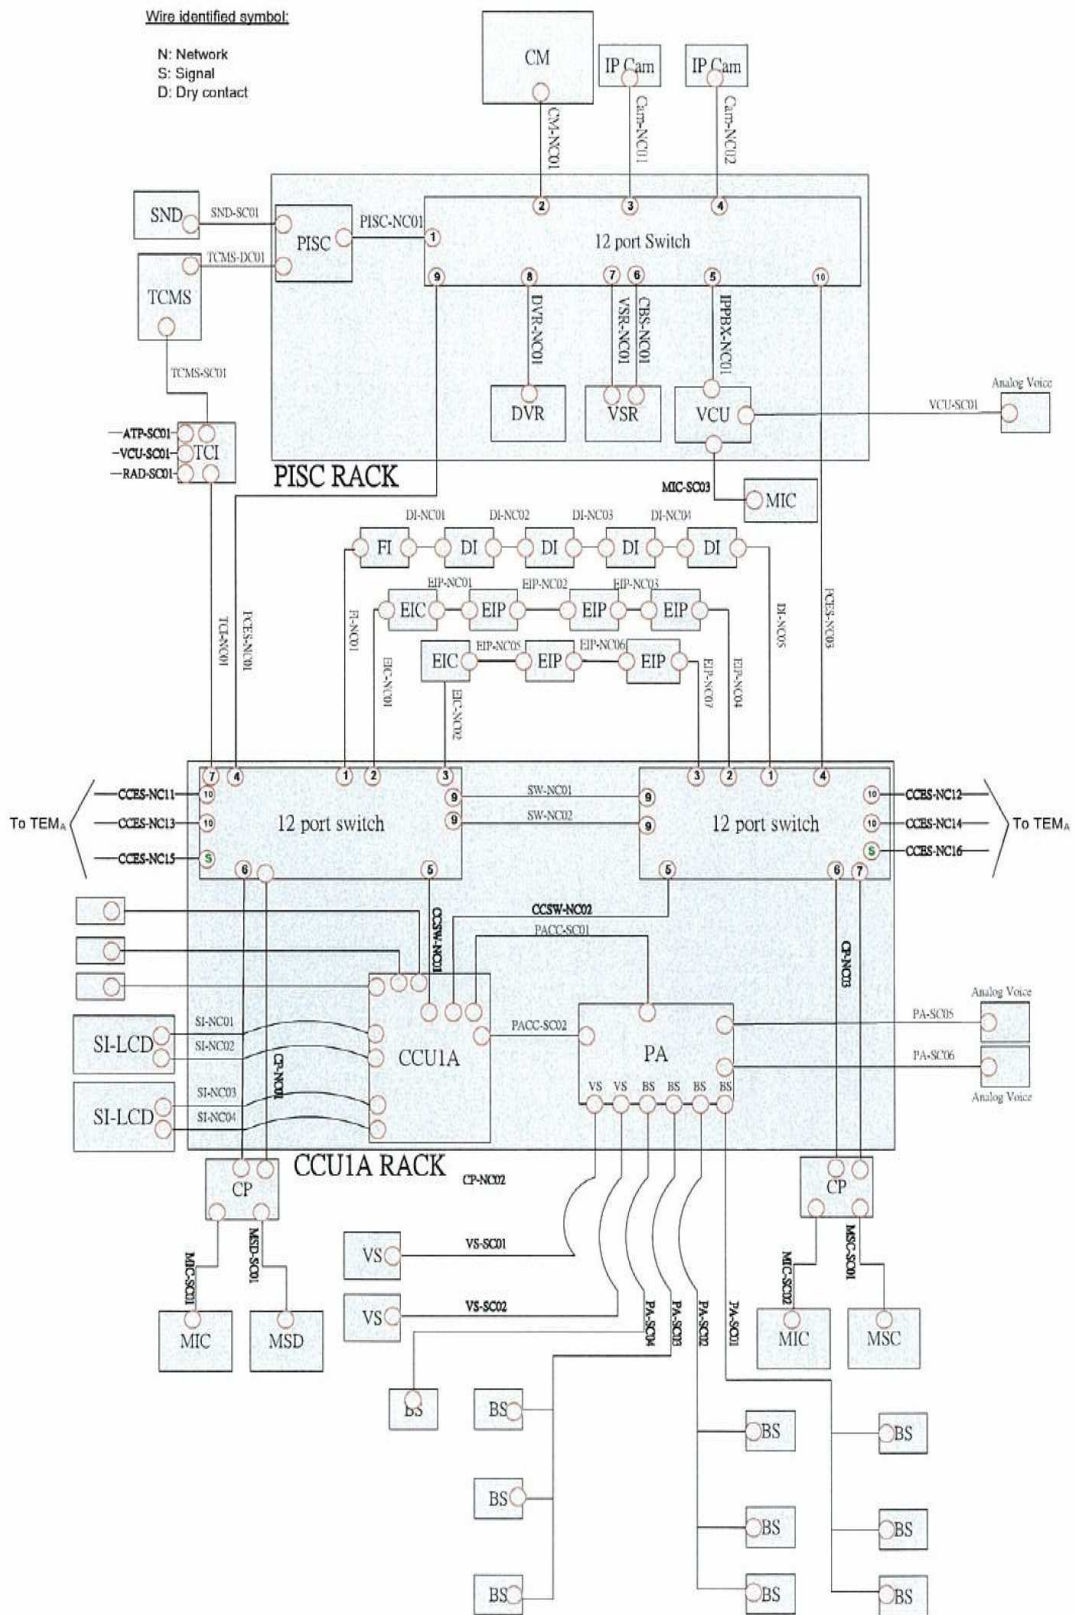 Wire identified symbol:
N: Network
S: Signal
D: Dry contact
CM
IP Cam
IP Cam
CM-NC01
Cam-NC01
Cam-NC02
SND
SND-SC01
PISC
PISC-NC01
2
3
4
1
12 port Switch
9
8
7
6
5
10
TCMS-DC01
TCMS
DVR-NC01
VSR-NC01
CBS-NC01
IPPBX-NC01
TCMS-SC01
DVR
VSR
VCU
VCU-SC01
Analog Voice
ATP-SC01
VCU-SC01
RAD-SC01
TCI
PISC RACK
MIC-SC03
MIC
DI-NC01
DI-NC02
DI-NC03
DI-NC04
FI
DI
DI
DI
DI
EIP-NC01
EIP-NC02
EIP-NC03
EIC
EIP
EIP
EIP
EIP-NC05
EIP-NC06
EIC
EIP
EIP
TCI-NC01
PCES-NC01
FI-NC01
EIC-NC01
EIC-NC02
EIP-NC07
EIP-NC04
DI-NC05
PCES-NC03
7
4
1
2
3
3
2
1
4
To TEMA
CCES-NC11
10
CCES-NC13
10
CCES-NC15
S
12 port switch
9
9
SW-NC01
SW-NC02
9
9
12 port switch
10
CCES-NC12
10
CCES-NC14
S
CCES-NC16
To TEMA
6
5
5
6
7
CCSW-NC01
CCSW-NC02
PACC-SC01
CP-NC03
SI-LCD
SI-NC01
SI-NC02
CCU1A
PACC-SC02
PA
PA-SC05
Analog Voice
PA-SC06
Analog Voice
CP-NC01
SI-LCD
SI-NC03
SI-NC04
VS
VS
BS
BS
BS
BS
CCU1A RACK
CP-NC02
CP
CP
MIC-SC01
MSD-SC01
MIC-SC02
MSC-SC01
VS
VS-SC01
VS
VS-SC02
PA-SC04
PA-SC03
PA-SC02
PA-SC01
MIC
MSD
MIC
MSC
BS
BS
BS
BS
BS
BS
BS
BS
BS
BS